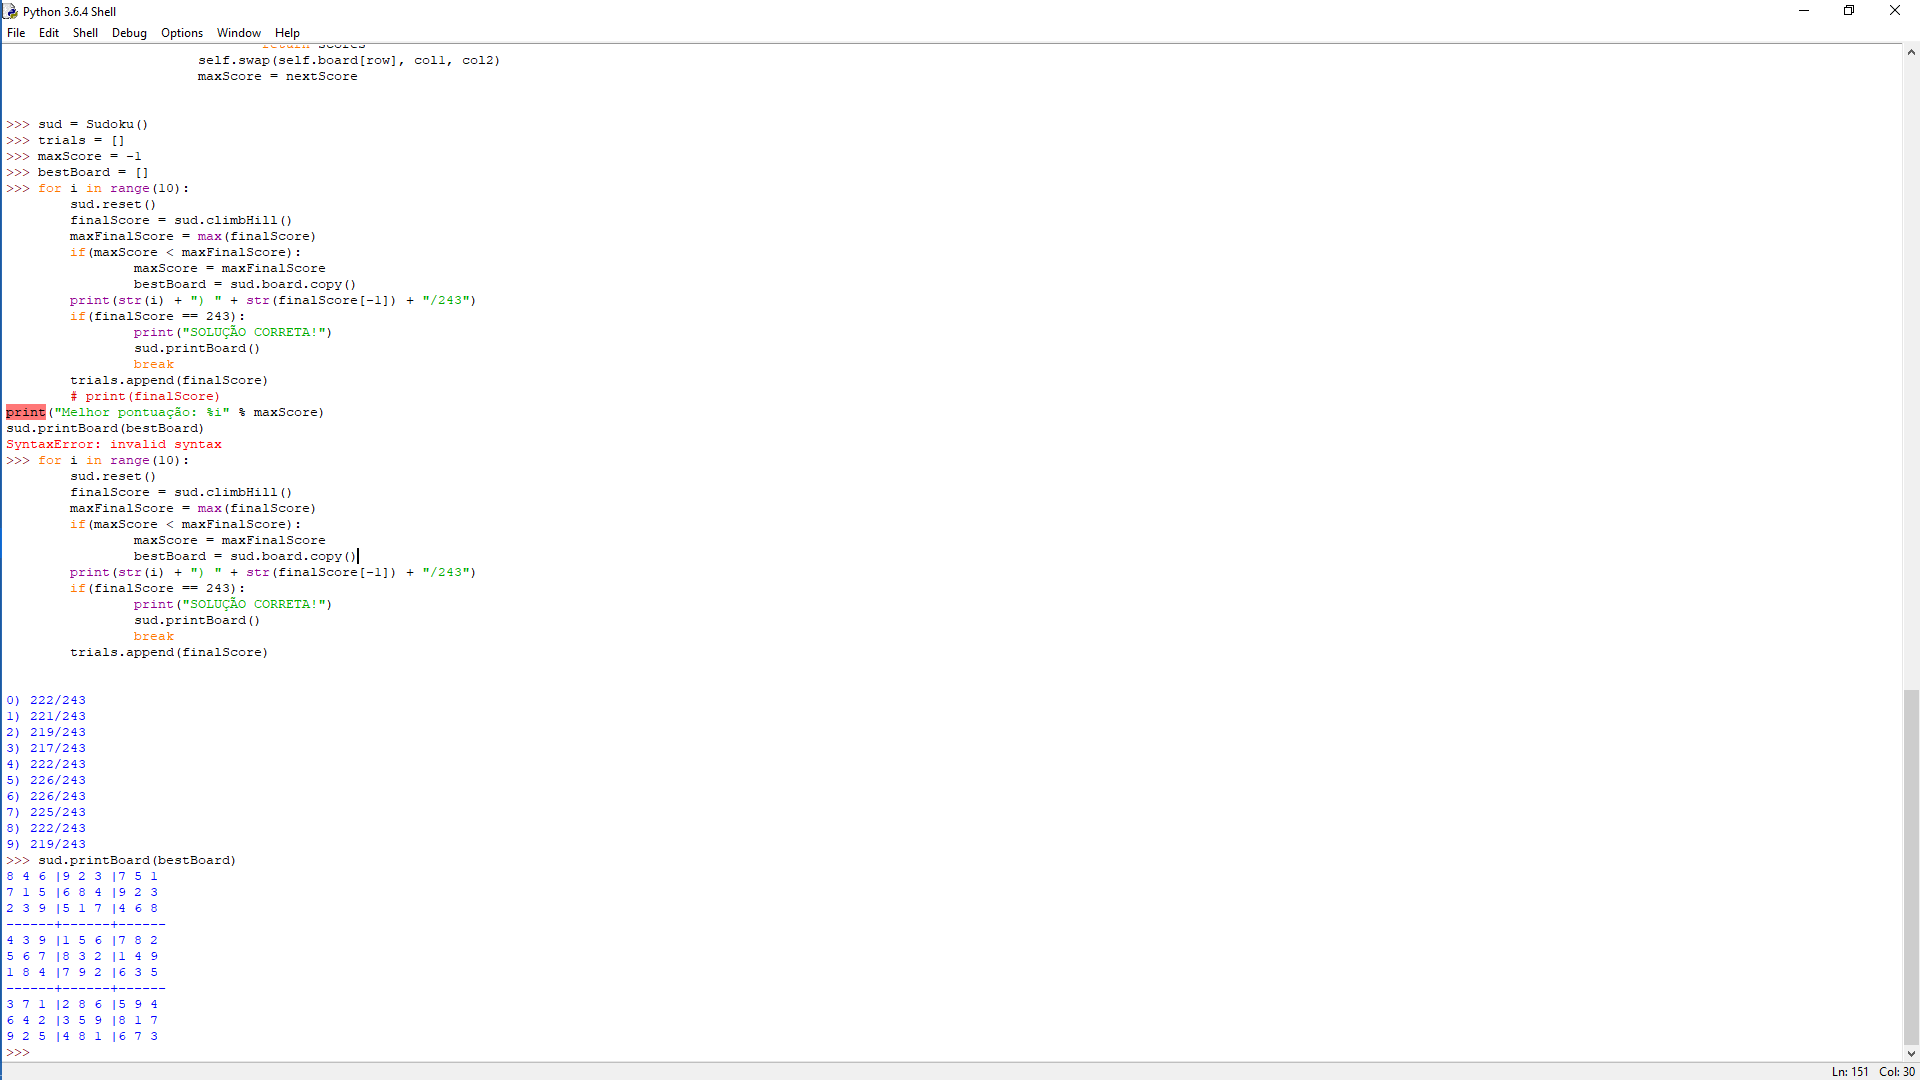 Python 3.6.4 Shell
File Edit Shell Debug Options Window Help
return scores
self.swap(self.board[row], col1, col2)
maxScore = nextScore
>>> sud = Sudoku()
>>> trials = []
>>> maxScore = -1
>>> bestBoard = []
>>> for i in range(10):
sud.reset()
finalScore = sud.climbHill()
maxFinalScore = max(finalScore)
if(maxScore < maxFinalScore):
maxScore = maxFinalScore
bestBoard = sud.board.copy()
print(str(i) + ") " + str(finalScore[-1]) + "/243")
if(finalScore == 243):
print("SOLUÇÃO CORRETA!")
sud.printBoard()
break
trials.append(finalScore)
# print(finalScore)
print("Melhor pontuação: %i" % maxScore)
sud.printBoard(bestBoard)
SyntaxError: invalid syntax
>>> for i in range(10):
sud.reset()
finalScore = sud.climbHill()
maxFinalScore = max(finalScore)
if(maxScore < maxFinalScore):
maxScore = maxFinalScore
bestBoard = sud.board.copy()
print(str(i) + ") " + str(finalScore[-1]) + "/243")
if(finalScore == 243):
print("SOLUÇÃO CORRETA!")
sud.printBoard()
break
trials.append(finalScore)
0) 222/243
1) 221/243
2) 219/243
3) 217/243
4) 222/243
5) 226/243
6) 226/243
7) 225/243
8) 222/243
9) 219/243
>>> sud.printBoard(bestBoard)
8 4 6 |9 2 3 |7 5 1
7 1 5 |6 8 4 |9 2 3
2 3 9 |5 1 7 |4 6 8
------+------+------
4 3 9 |1 5 6 |7 8 2
5 6 7 |8 3 2 |1 4 9
1 8 4 |7 9 2 |6 3 5
------+------+------
3 7 1 |2 8 6 |5 9 4
6 4 2 |3 5 9 |8 1 7
9 2 5 |4 8 1 |6 7 3
>>>
Ln: 151 Col: 30